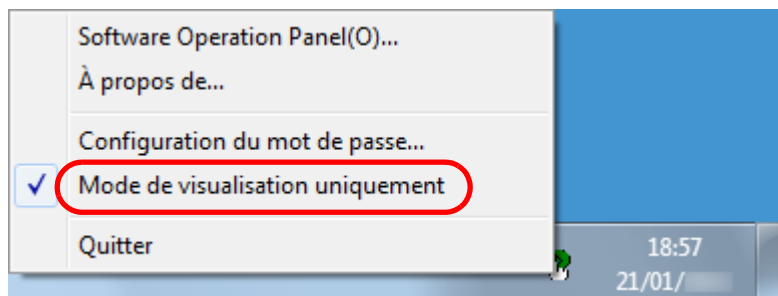 Software Operation Panel(O)...
À propos de...
Configuration du mot de passe...
Mode de visualisation uniquement
Quitter
18:57
21/01/